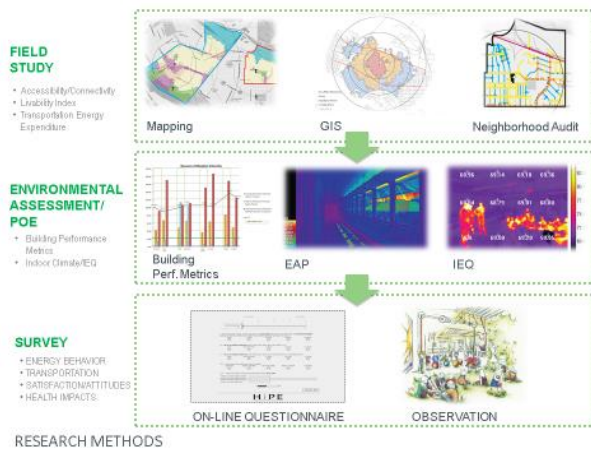 FIELD
STUDY
• Accessibility/Connectivity
• Livability Index
• Transportation Energy
Expenditure.
Mapping
GIS
Neighborhood Audit
ENVIRONMENTAL
ASSESSMENT/
POE
• Building Performance
Metrics
• Indoor Climate/IEQ
Building
Perf. Metrics
EAP
IEQ
SURVEY
• ENERGY BEHAVIOR
• TRANSPORTATION
• SATISFACTION/ATTITUDES
• HEALTH IMPACTS.
HiPE
ON-LINE QUESTIONNAIRE
OBSERVATION
RESEARCH METHODS